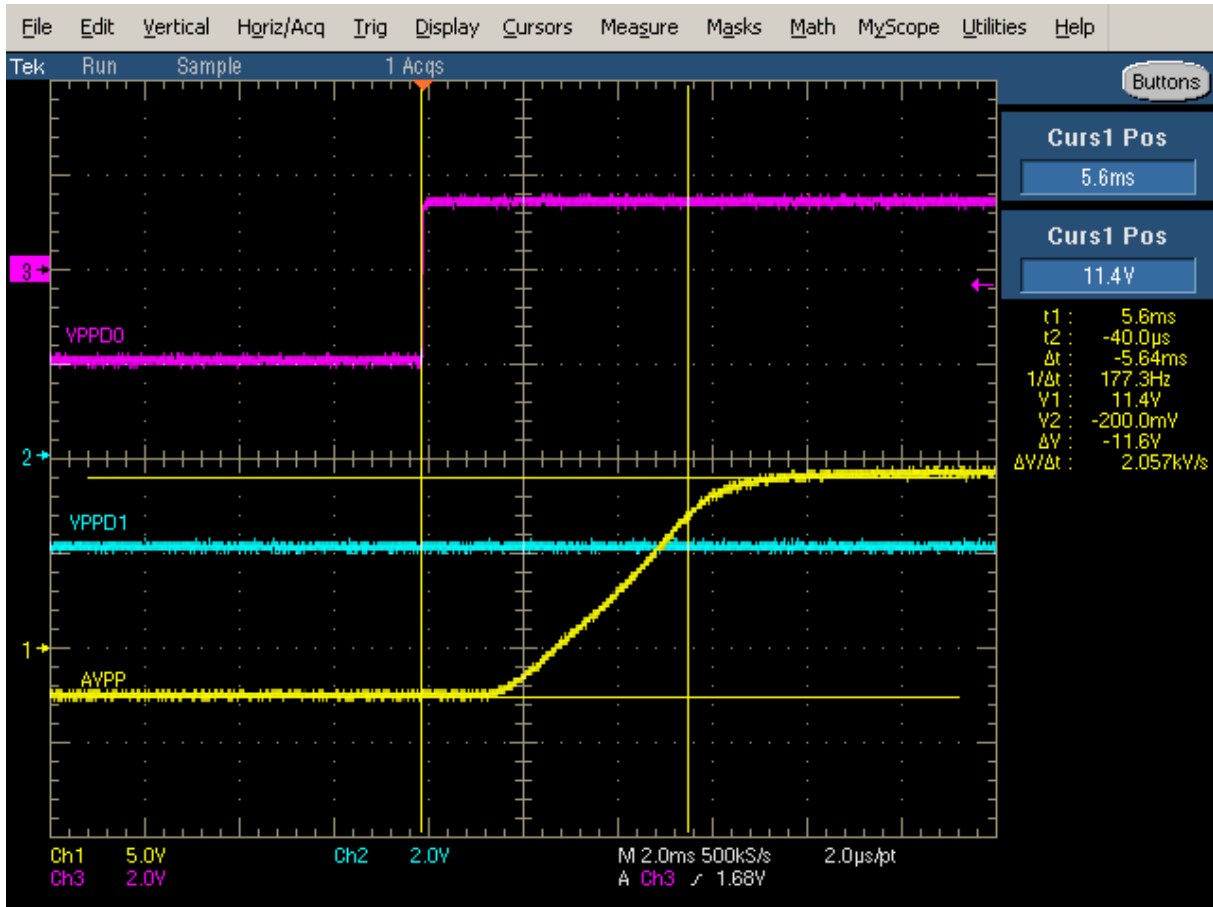 File Edit Vertical Horiz/Acq Trig Display Cursors Measure Masks Math MyScope Utilities Help
Tek Run Sample 1 Acqs
Buttons
Curs1 Pos
5.6ms
Curs1 Pos
11.4V
t1 : 5.6ms
t2 : -40.0µs
Δt : -5.64ms
1/Δt : 177.3Hz
V1 : 11.4V
V2 : -200.0mV
ΔV : -11.6V
ΔV/Δt : 2.057kV/s
3
VPPD0
2
VPPD1
1
AVPP
Ch1 5.0V Ch2 2.0V M 2.0ms 500kS/s 2.0µs/pt
Ch3 2.0V A Ch3 1.68V